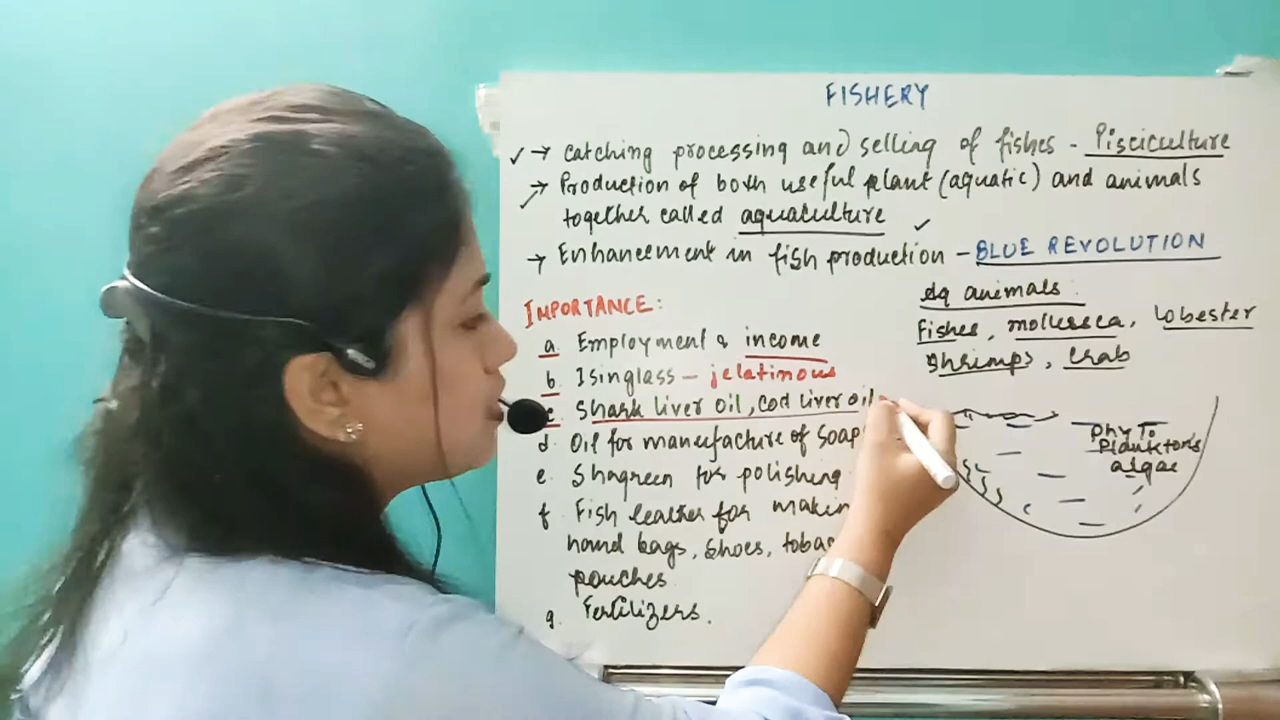 FISHERY
✓→ Catching processing and selling of fishes - Pisciculture
→ Production of both useful plant (aquatic) and animals
together called aquaculture ✓
→ Enhancement in fish production - BLUE REVOLUTION
Aq animals:
Fishes, mollussca, Lobester
Shrimps, Crab
IMPORTANCE:
a. Employment & income
b. Isinglass - jelatinous
c. Shark liver oil, Cod liver oil
d. Oil for manufacture of Soap
e. Shagreen for polishing
f. Fish leather for makin
hand bags, Shoes, tobac
pouches
g. Fertilizers.
Phyto
Planktons
algae